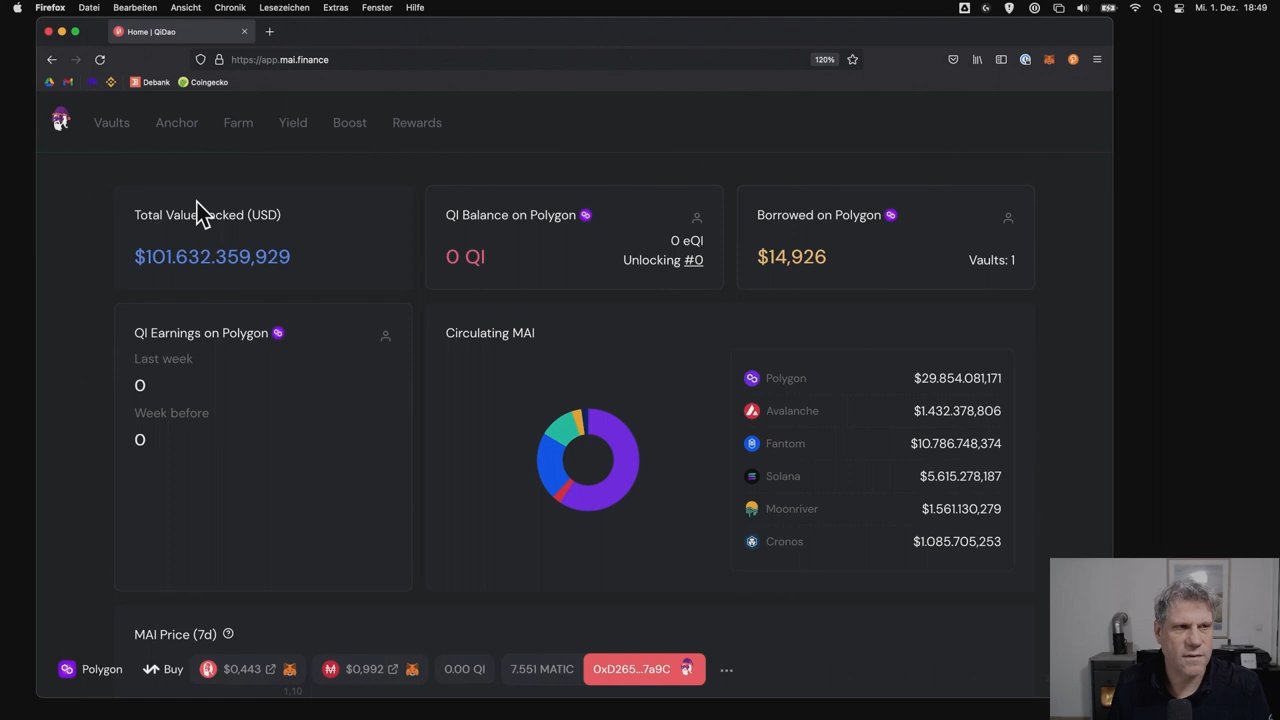 Firefox Datei Bearbeiten Ansicht Chronik Lesezeichen Extras Fenster Hilfe Mi. 1. Dez. 18:49
Home | QiDao
https://app.mai.finance 120%
Debank Coingecko
Vaults Anchor Farm Yield Boost Rewards
Total Value (USD)
$101.632.359,929
QI Balance on Polygon
0 eQI
0 QI
Unlocking #0
Borrowed on Polygon
$14,926 Vaults: 1
QI Earnings on Polygon
Last week
0
Week before
0
Circulating MAI
Polygon $29.854.081,171
Avalanche $1.432.378,806
Fantom $10.786.748,374
Solana $5.615.278,187
Moonriver $1.561.130,279
Cronos $1.085.705,253
MAI Price (7d)
Polygon Buy $0,443 $0,992 0.00 QI 7.551 MATIC 0xD265...7a9C ...
1,10